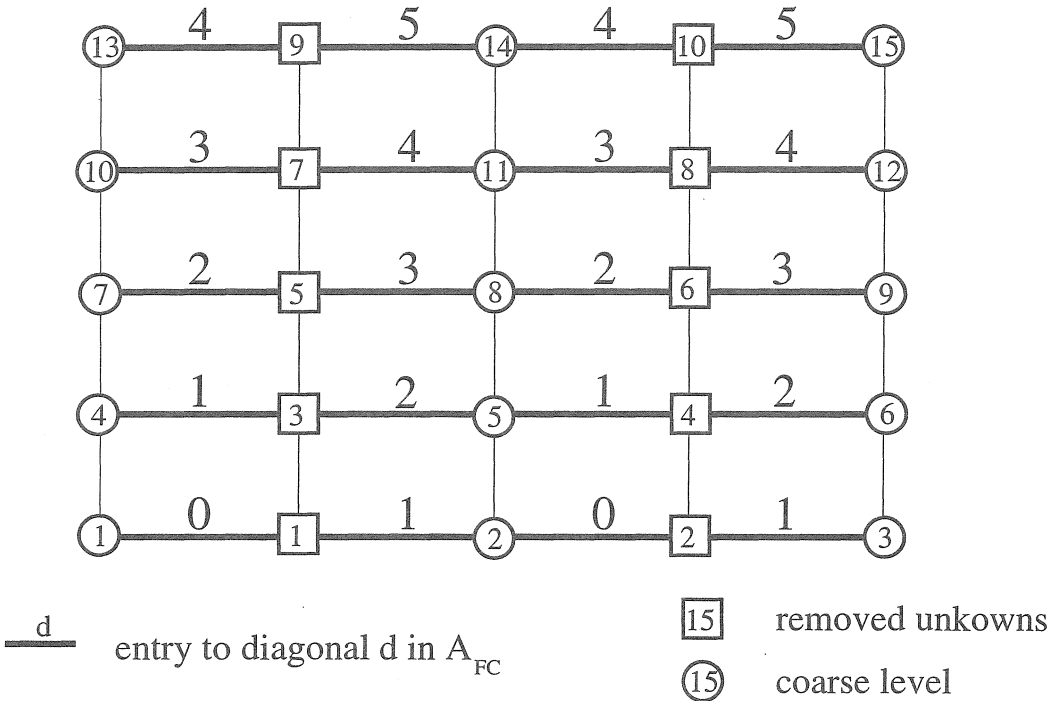 4 5 4 5
13 9 14 10 15
3 4 3 4
10 7 11 8 12
2 3 2 3
7 5 8 6 9
1 2 1 2
4 3 5 4 6
0 1 0 1
1 1 2 2 3
d
entry to diagonal d in A_FC
15 removed unkowns
15 coarse level